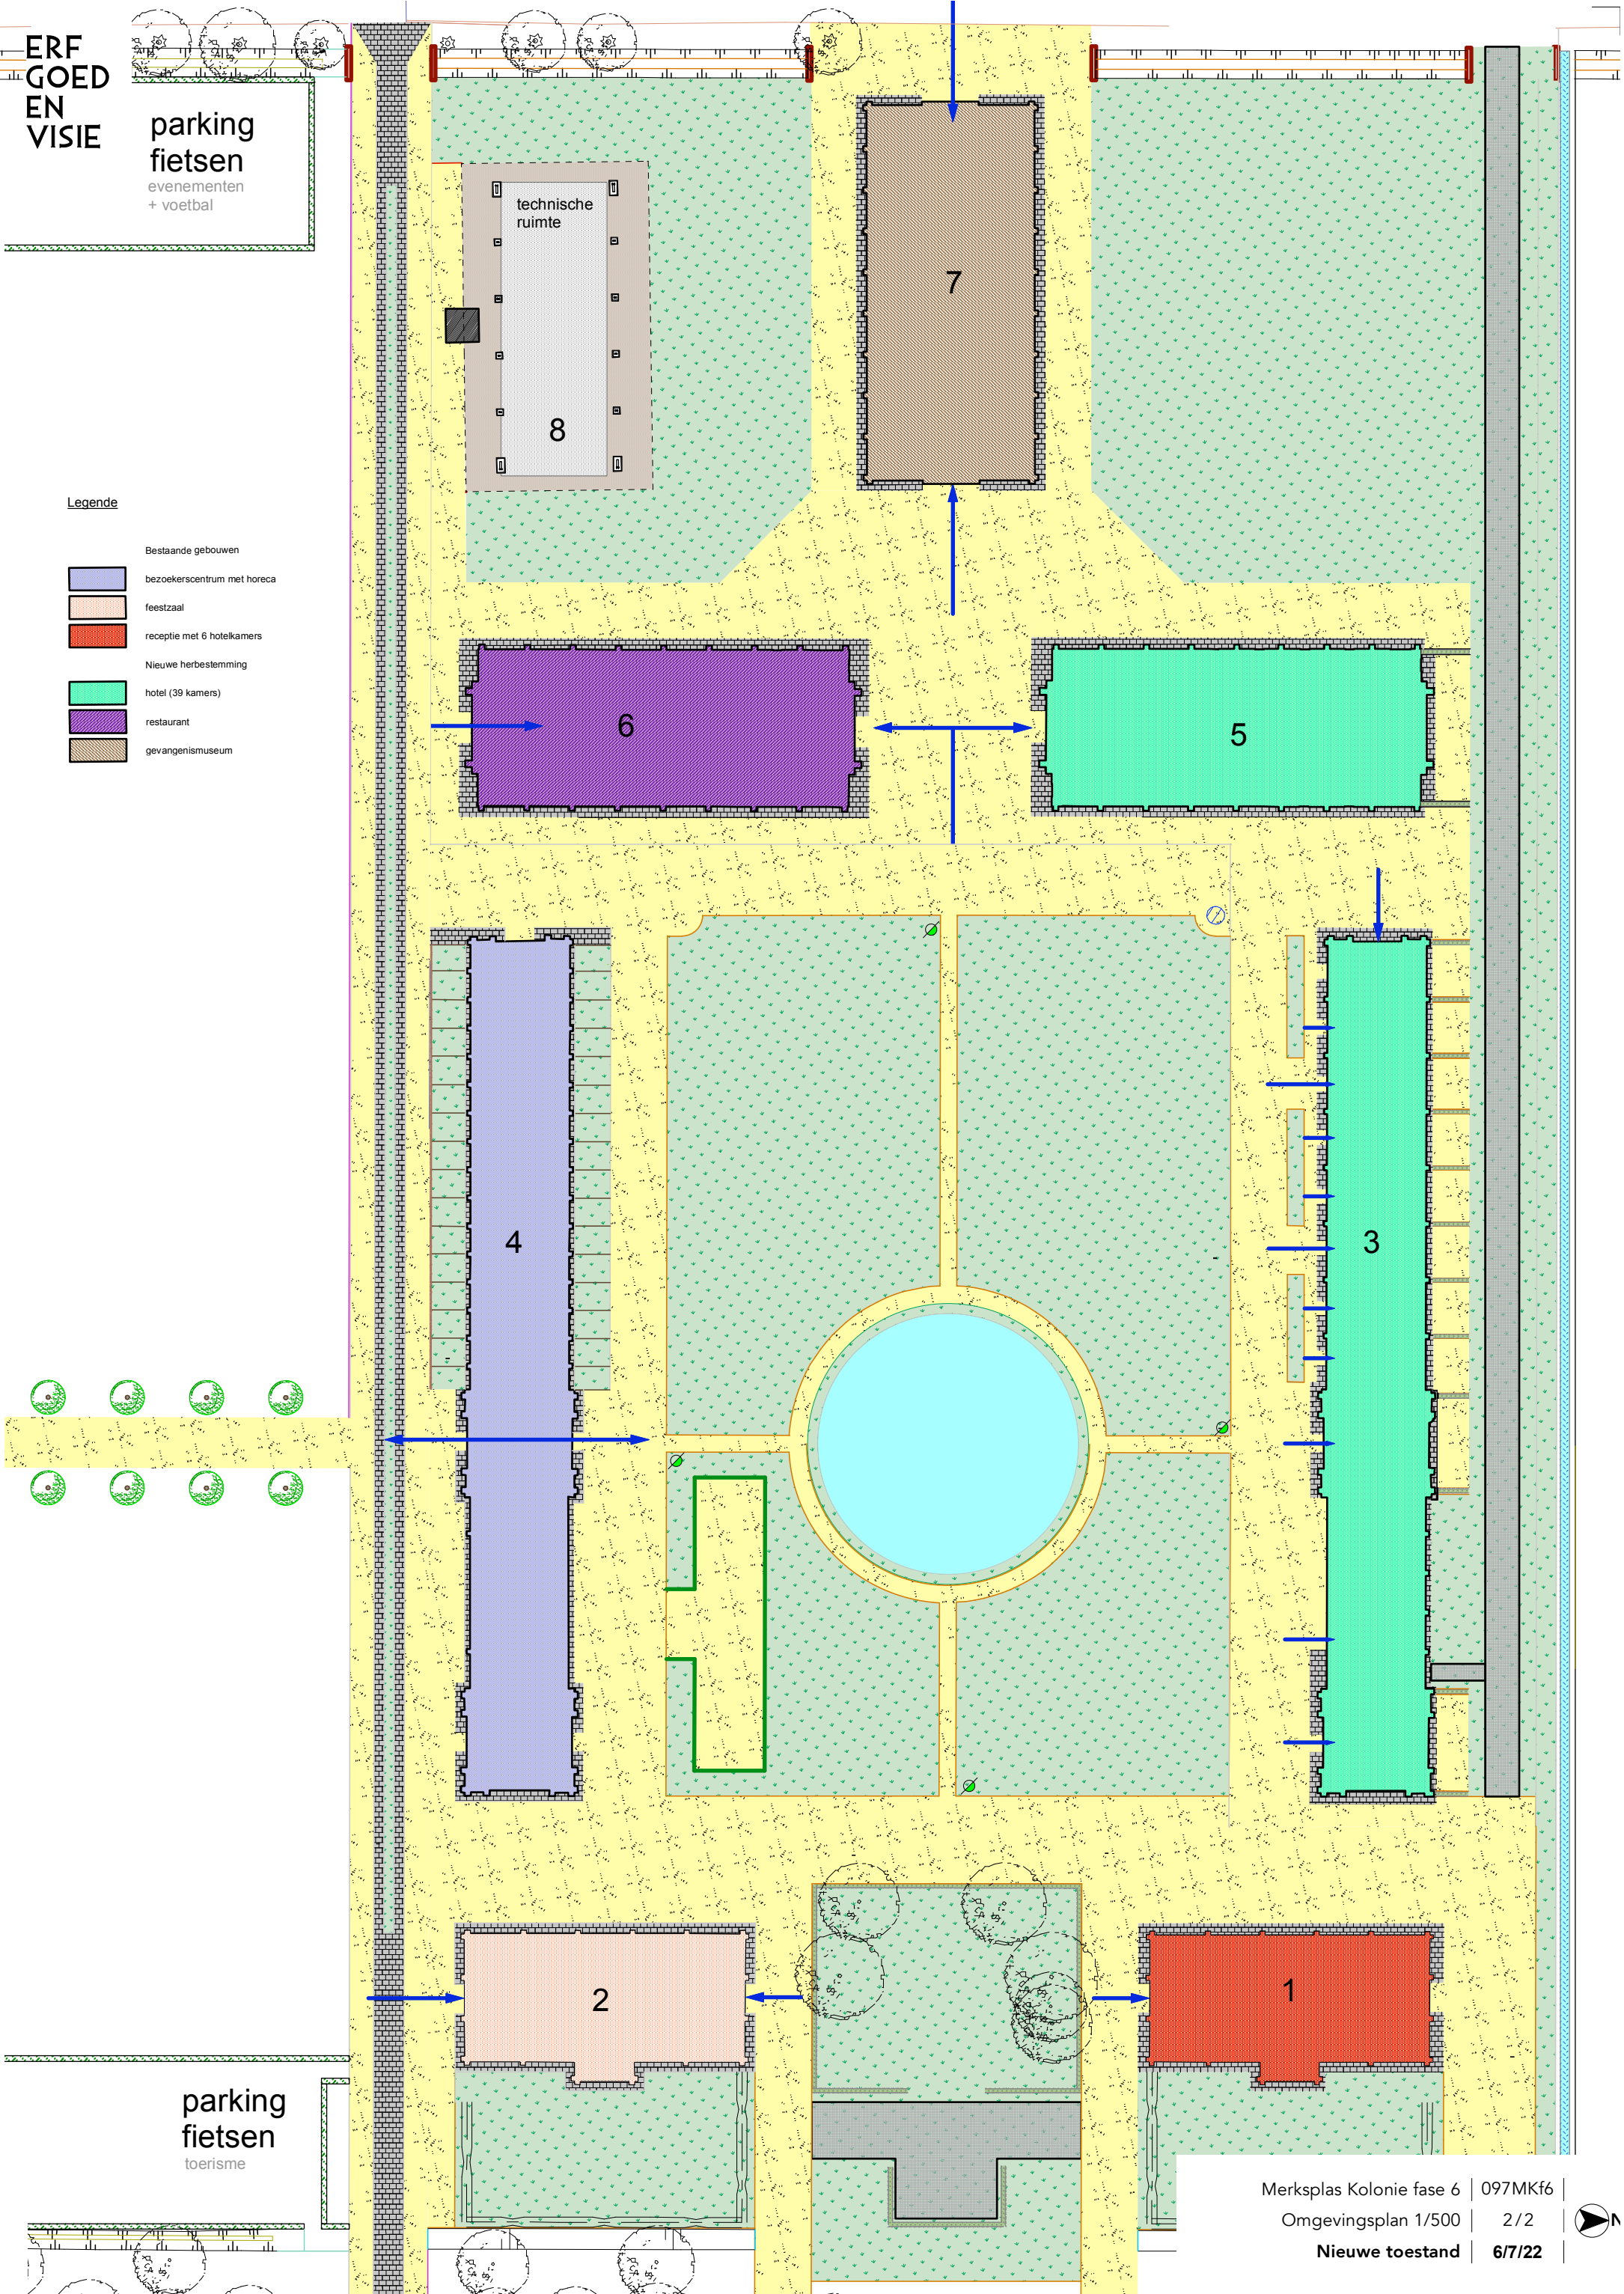 ERF
GOED
EN
VISIE
parking
fietsen
evenementen
+ voetbal
technische
ruimte
8
7
Legende
Bestaande gebouwen
bezoekerscentrum met horeca
feestzaal
receptie met 6 hotelkamers
Nieuwe herbestemming
hotel (39 kamers)
restaurant
gevangenismuseum
6
5
4
3
2
1
parking
fietsen
toerisme
Merksplas Kolonie fase 6 | 097MKf6 |
Omgevingsplan 1/500 | 2/2 |
Nieuwe toestand | 6/7/22 |
N